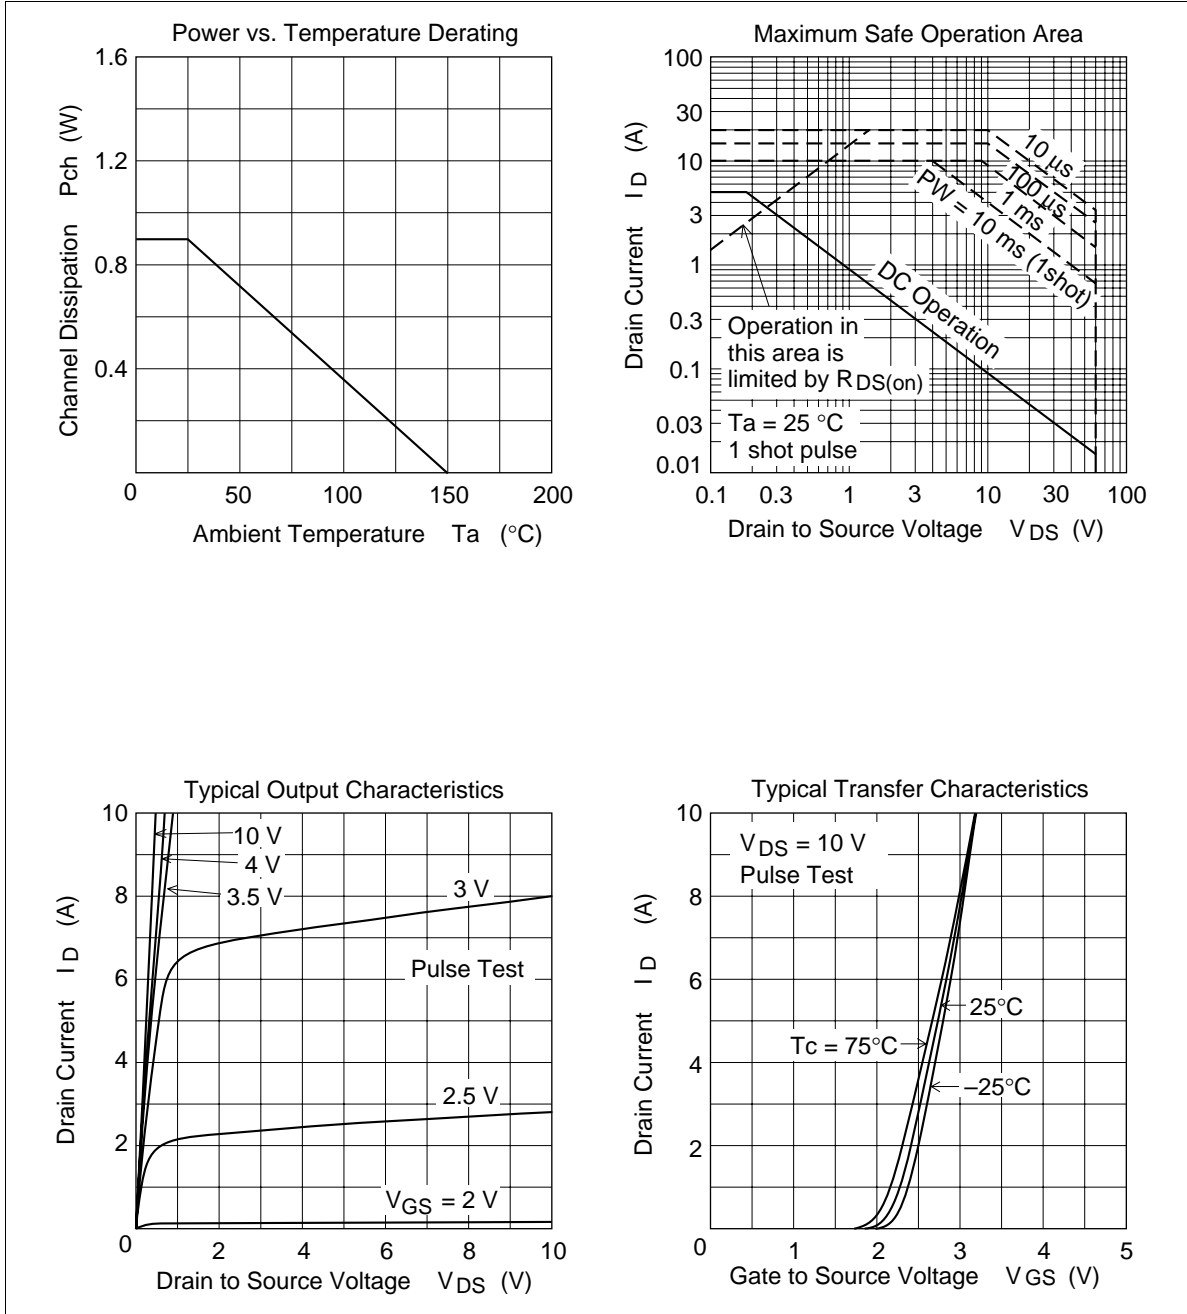 Power vs. Temperature Derating
1.6
1.2
0.8
0.4
Channel Dissipation Pch (W)
0 50 100 150 200
Ambient Temperature Ta (°C)
Maximum Safe Operation Area
100
30
10
3
1
0.3
0.1
0.03
0.01
Drain Current I D (A)
10 µs
100 µs
1 ms
PW = 10 ms (1shot)
DC Operation
Operation in
this area is
limited by R DS(on)
Ta = 25 °C
1 shot pulse
0.1 0.3 1 3 10 30 100
Drain to Source Voltage V DS (V)
Typical Output Characteristics
10
8
6
4
2
Drain Current I D (A)
10 V
4 V
3.5 V
3 V
Pulse Test
2.5 V
V GS = 2 V
0 2 4 6 8 10
Drain to Source Voltage V DS (V)
Typical Transfer Characteristics
10
8
6
4
2
Drain Current I D (A)
V DS = 10 V
Pulse Test
25°C
Tc = 75°C
–25°C
0 1 2 3 4 5
Gate to Source Voltage V GS (V)